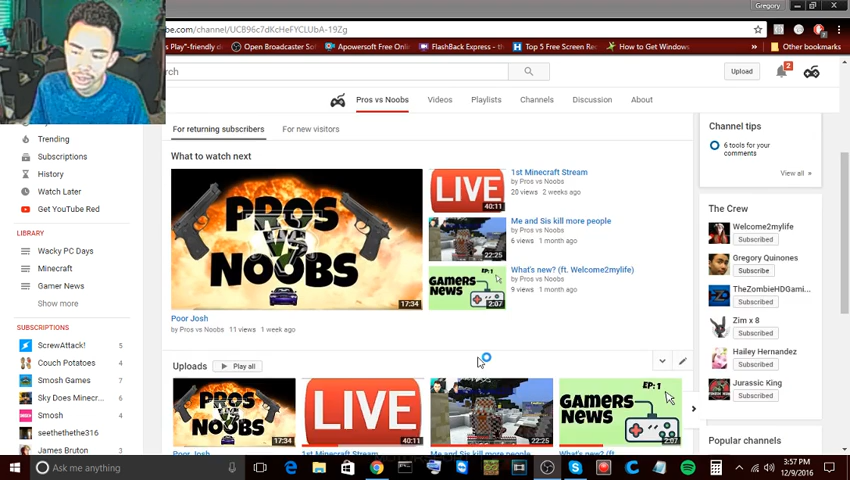 Gregory
be.com/channel/UCB96c7dKcHeFYCLUbA-19Zg
s Play"-friendly di
Open Broadcaster Sof
Apowersoft Free Onli
FlashBack Express - th
Top 5 Free Screen Rec
How to Get Windows
Other bookmarks
rch
Upload
2
Pros vs Noobs
Videos
Playlists
Channels
Discussion
About
Trending
Subscriptions
History
Watch Later
Get YouTube Red
LIBRARY
Wacky PC Days
Minecraft
Gamer News
Show more
SUBSCRIPTIONS
ScrewAttack! 5
Couch Potatoes 4
Smosh Games 7
Sky Does Minecr... 2
Smosh 4
seethethethe316 2
James Bruton 2
For returning subscribers
For new visitors
What to watch next
PROS
VS
NOOBS
17:34
Poor Josh
by Pros vs Noobs 11 views 1 week ago
LIVE
40:11
1st Minecraft Stream
by Pros vs Noobs
20 views 2 weeks ago
22:25
Me and Sis kill more people
by Pros vs Noobs
6 views 1 month ago
EP: 1
GAMERS
NEWS
2:07
What's new? (ft. Welcome2mylife)
by Pros vs Noobs
9 views 1 month ago
Uploads
Play all
PROS
VS
NOOBS
17:34
LIVE
40:11
22:25
EP: 1
GAMERS
NEWS
2:07
Poor Josh
1st Minecraft Stream
Me and Sis kill more people
What's new? (ft.
Channel tips
6 tools for your
comments
View all »
The Crew
Welcome2mylife
Subscribed
Gregory Quinones
Subscribe
TheZombieHDGami...
Subscribed
Zim x 8
Subscribed
Hailey Hernandez
Subscribed
Jurassic King
Subscribed
Popular channels
Ask me anything
3:57 PM
12/9/2016